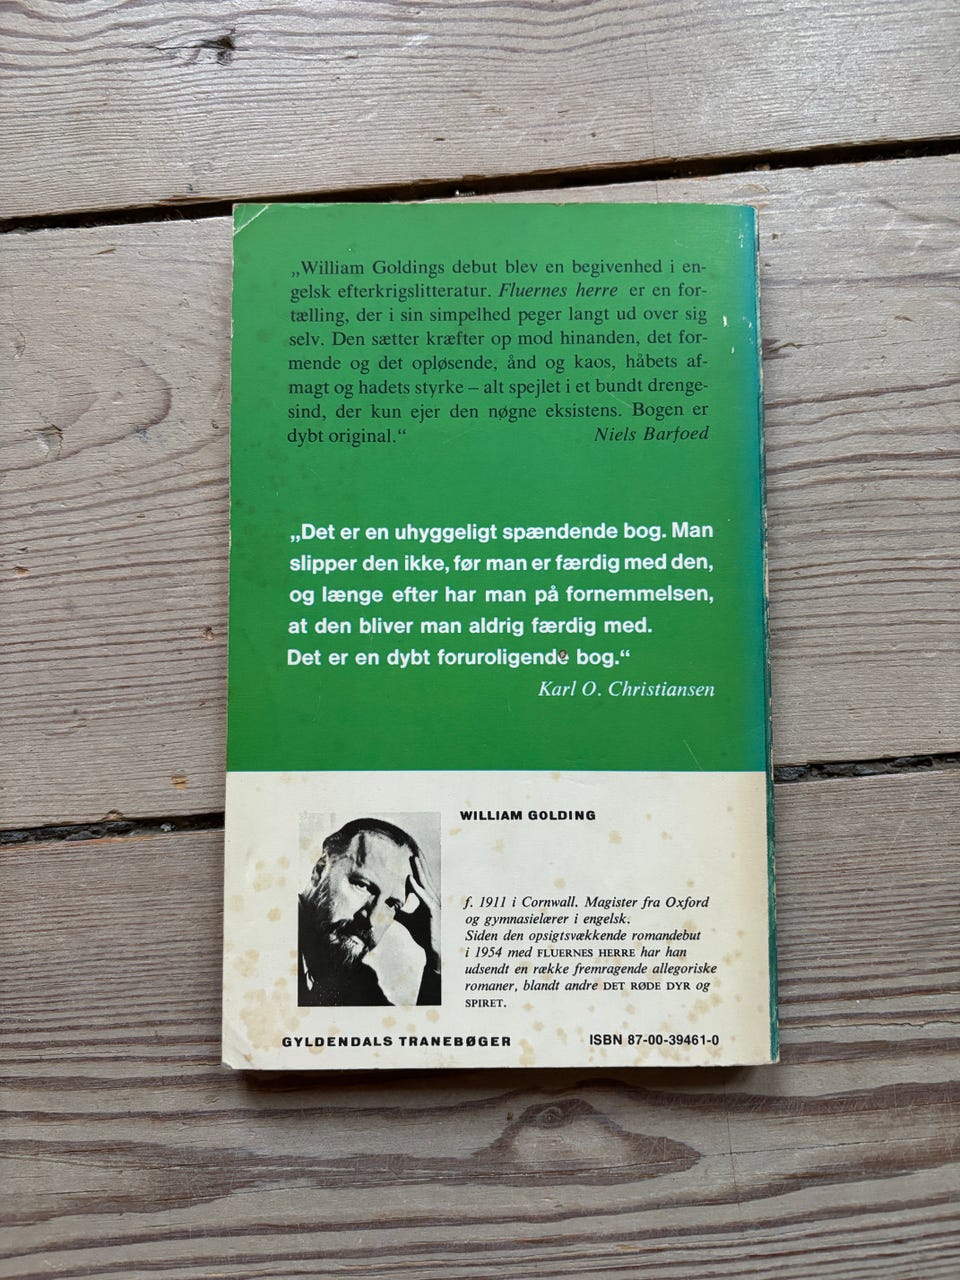 „William Goldings debut blev en begivenhed i en-
gelsk efterkrigslitteratur. Fluernes herre er en for-
tælling, der i sin simpelhed peger langt ud over sig
selv. Den sætter kræfter op mod hinanden, det for-
mende og det opløsende, ånd og kaos, håbets af-
magt og hadets styrke – alt spejlet i et bundt drenge-
sind, der kun ejer den nøgne eksistens. Bogen er
dybt original.“ Niels Barfoed
„Det er en uhyggeligt spændende bog. Man
slipper den ikke, før man er færdig med den,
og længe efter har man på fornemmelsen,
at den bliver man aldrig færdig med.
Det er en dybt foruroligende bog.“
Karl O. Christiansen
WILLIAM GOLDING
f. 1911 i Cornwall. Magister fra Oxford
og gymnasielærer i engelsk.
Siden den opsigtsvækkende romandebut
i 1954 med FLUERNES HERRE har han
udsendt en række fremragende allegoriske
romaner, blandt andre DET RØDE DYR og
SPIRET.
GYLDENDALS TRANEBØGER ISBN 87-00-39461-0